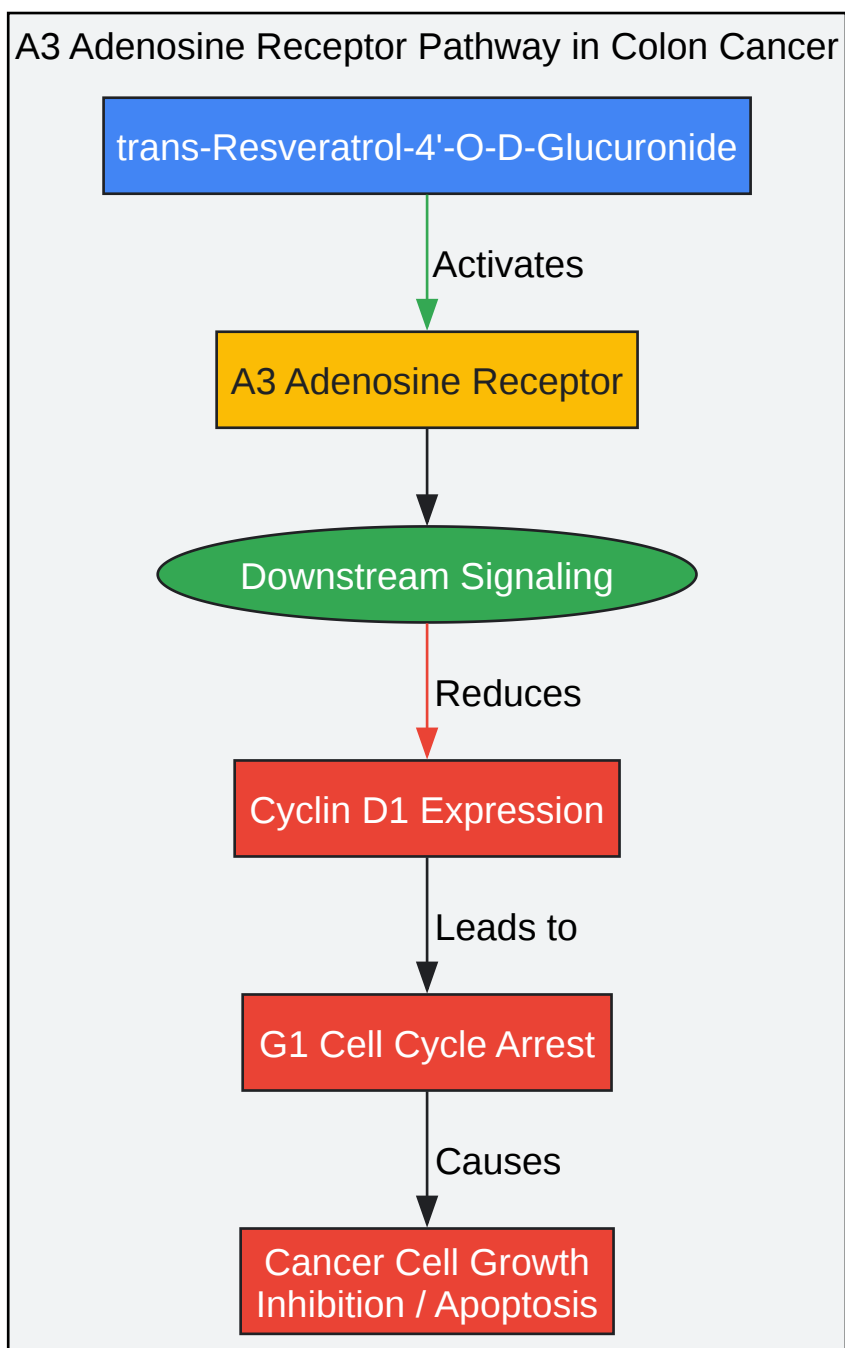 A3 Adenosine Receptor Pathway in Colon Cancer
trans-Resveratrol-4'-O-D-Glucuronide
Activates
A3 Adenosine Receptor
Downstream Signaling
Reduces
Cyclin D1 Expression
Leads to
G1 Cell Cycle Arrest
Causes
Cancer Cell Growth
Inhibition / Apoptosis